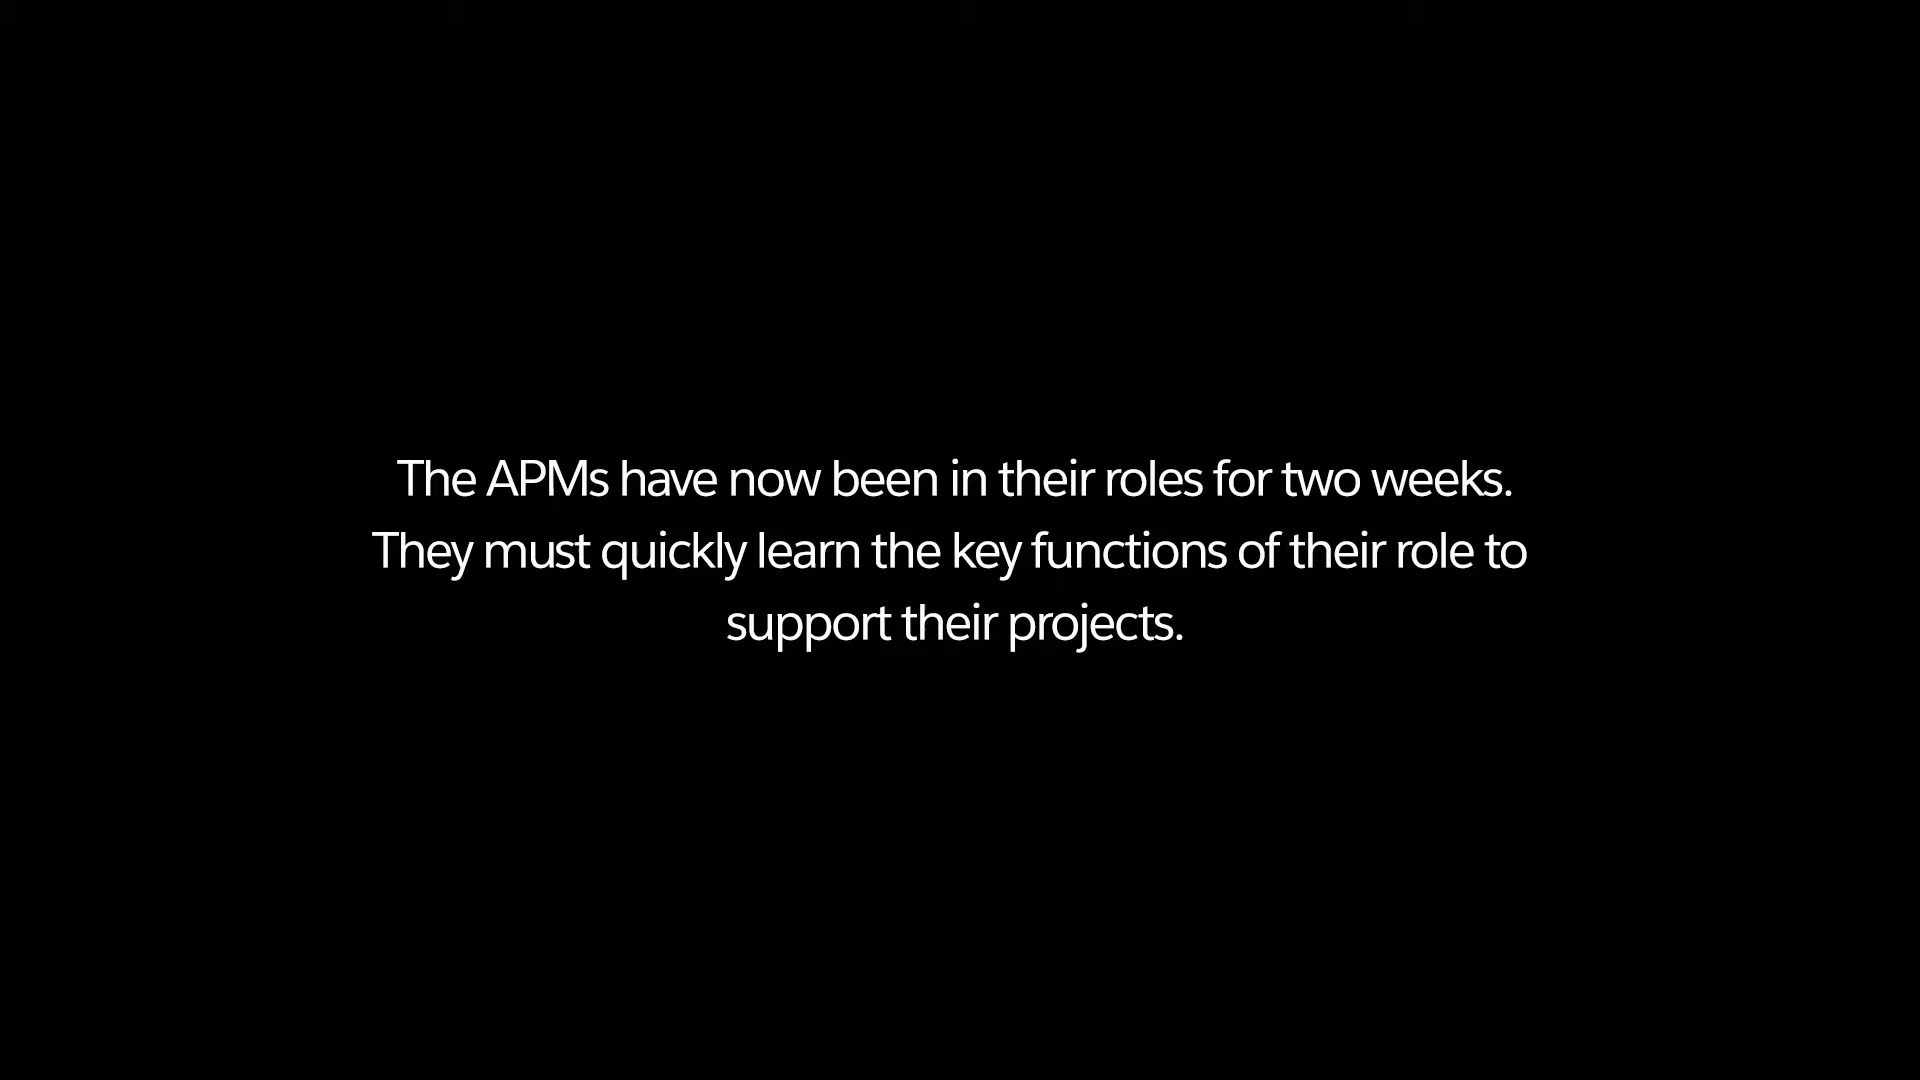 The APMs have now been in their roles for two weeks.
They must quickly learn the key functions of their role to
support their projects.